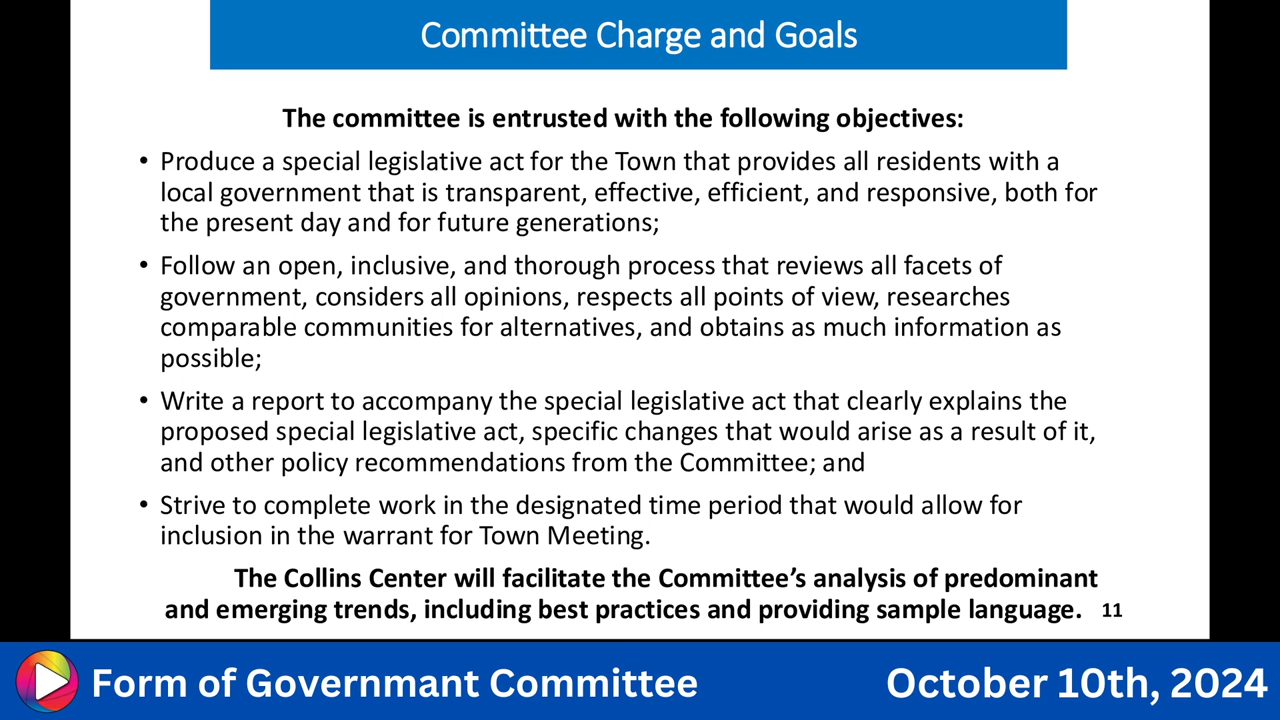 Committee Charge and Goals
The committee is entrusted with the following objectives:
• Produce a special legislative act for the Town that provides all residents with a
local government that is transparent, effective, efficient, and responsive, both for
the present day and for future generations;
• Follow an open, inclusive, and thorough process that reviews all facets of
government, considers all opinions, respects all points of view, researches
comparable communities for alternatives, and obtains as much information as
possible;
• Write a report to accompany the special legislative act that clearly explains the
proposed special legislative act, specific changes that would arise as a result of it,
and other policy recommendations from the Committee; and
• Strive to complete work in the designated time period that would allow for
inclusion in the warrant for Town Meeting.
The Collins Center will facilitate the Committee’s analysis of predominant
and emerging trends, including best practices and providing sample language. 11
Form of Governmant Committee October 10th, 2024